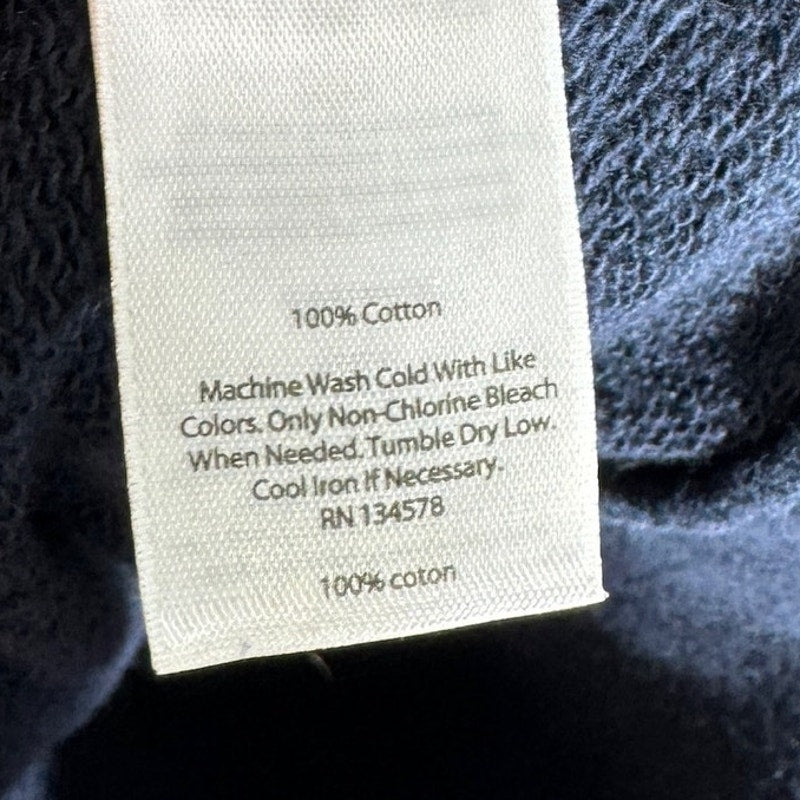 100% Cotton
Machine Wash Cold With Like
Colors. Only Non-Chlorine Bleach
When Needed. Tumble Dry Low.
Cool Iron If Necessary.
RN 134578
100% coton